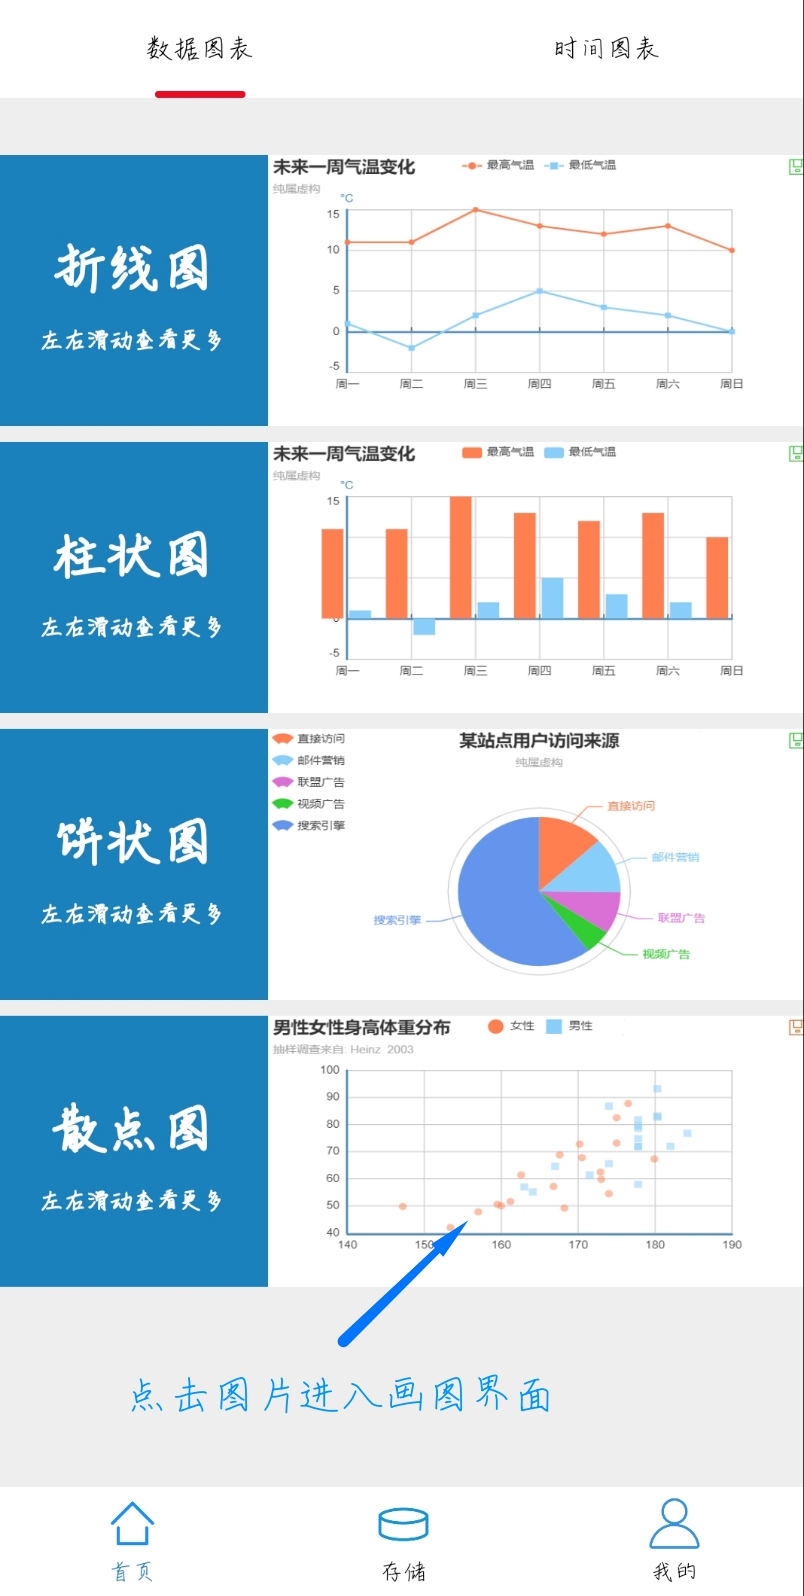 数据图表 时间图表
折线图
左右滑动查看更多
未来一周气温变化 最高气温 最低气温
纯属虚构
°C
15
10
5
0
-5
周一 周二 周三 周四 周五 周六 周日
柱状图
左右滑动查看更多
未来一周气温变化 最高气温 最低气温
纯属虚构
°C
15
-5
周一 周二 周三 周四 周五 周六 周日
饼状图
左右滑动查看更多
直接访问
邮件营销
联盟广告
视频广告
搜索引擎
某站点用户访问来源
纯属虚构
直接访问
邮件营销
搜索引擎
联盟广告
视频广告
散点图
左右滑动查看更多
男性女性身高体重分布 女性 男性
抽样调查来自: Heinz 2003
100
90
80
70
60
50
40
140 150 160 170 180 190
点击图片进入画图界面
首页 存储 我的